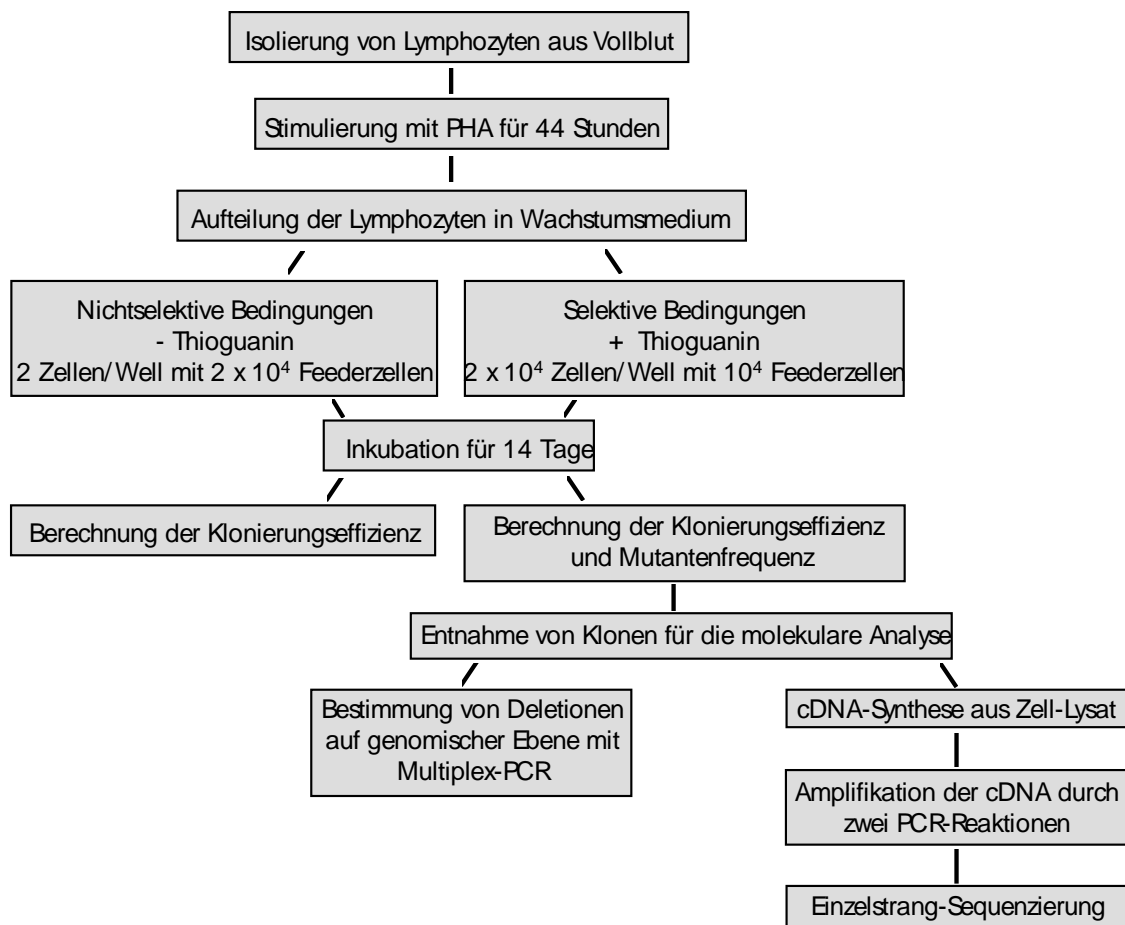 Isolierung von Lymphozyten aus Vollblut
Stimulierung mit PHA für 44 Stunden
Aufteilung der Lymphozyten in Wachstumsmedium
Nichtselektive Bedingungen
- Thioguanin
2 Zellen/Well mit 2 x 10⁴ Feederzellen
Selektive Bedingungen
+ Thioguanin
2 x 10⁴ Zellen/Well mit 10⁴ Feederzellen
Inkubation für 14 Tage
Berechnung der Klonierungseffizienz
Berechnung der Klonierungseffizienz
und Mutantenfrequenz
Entnahme von Klonen für die molekulare Analyse
Bestimmung von Deletionen
auf genomischer Ebene mit
Multiplex-PCR
cDNA-Synthese aus Zell-Lysat
Amplifikation der cDNA durch
zwei PCR-Reaktionen
Einzelstrang-Sequenzierung